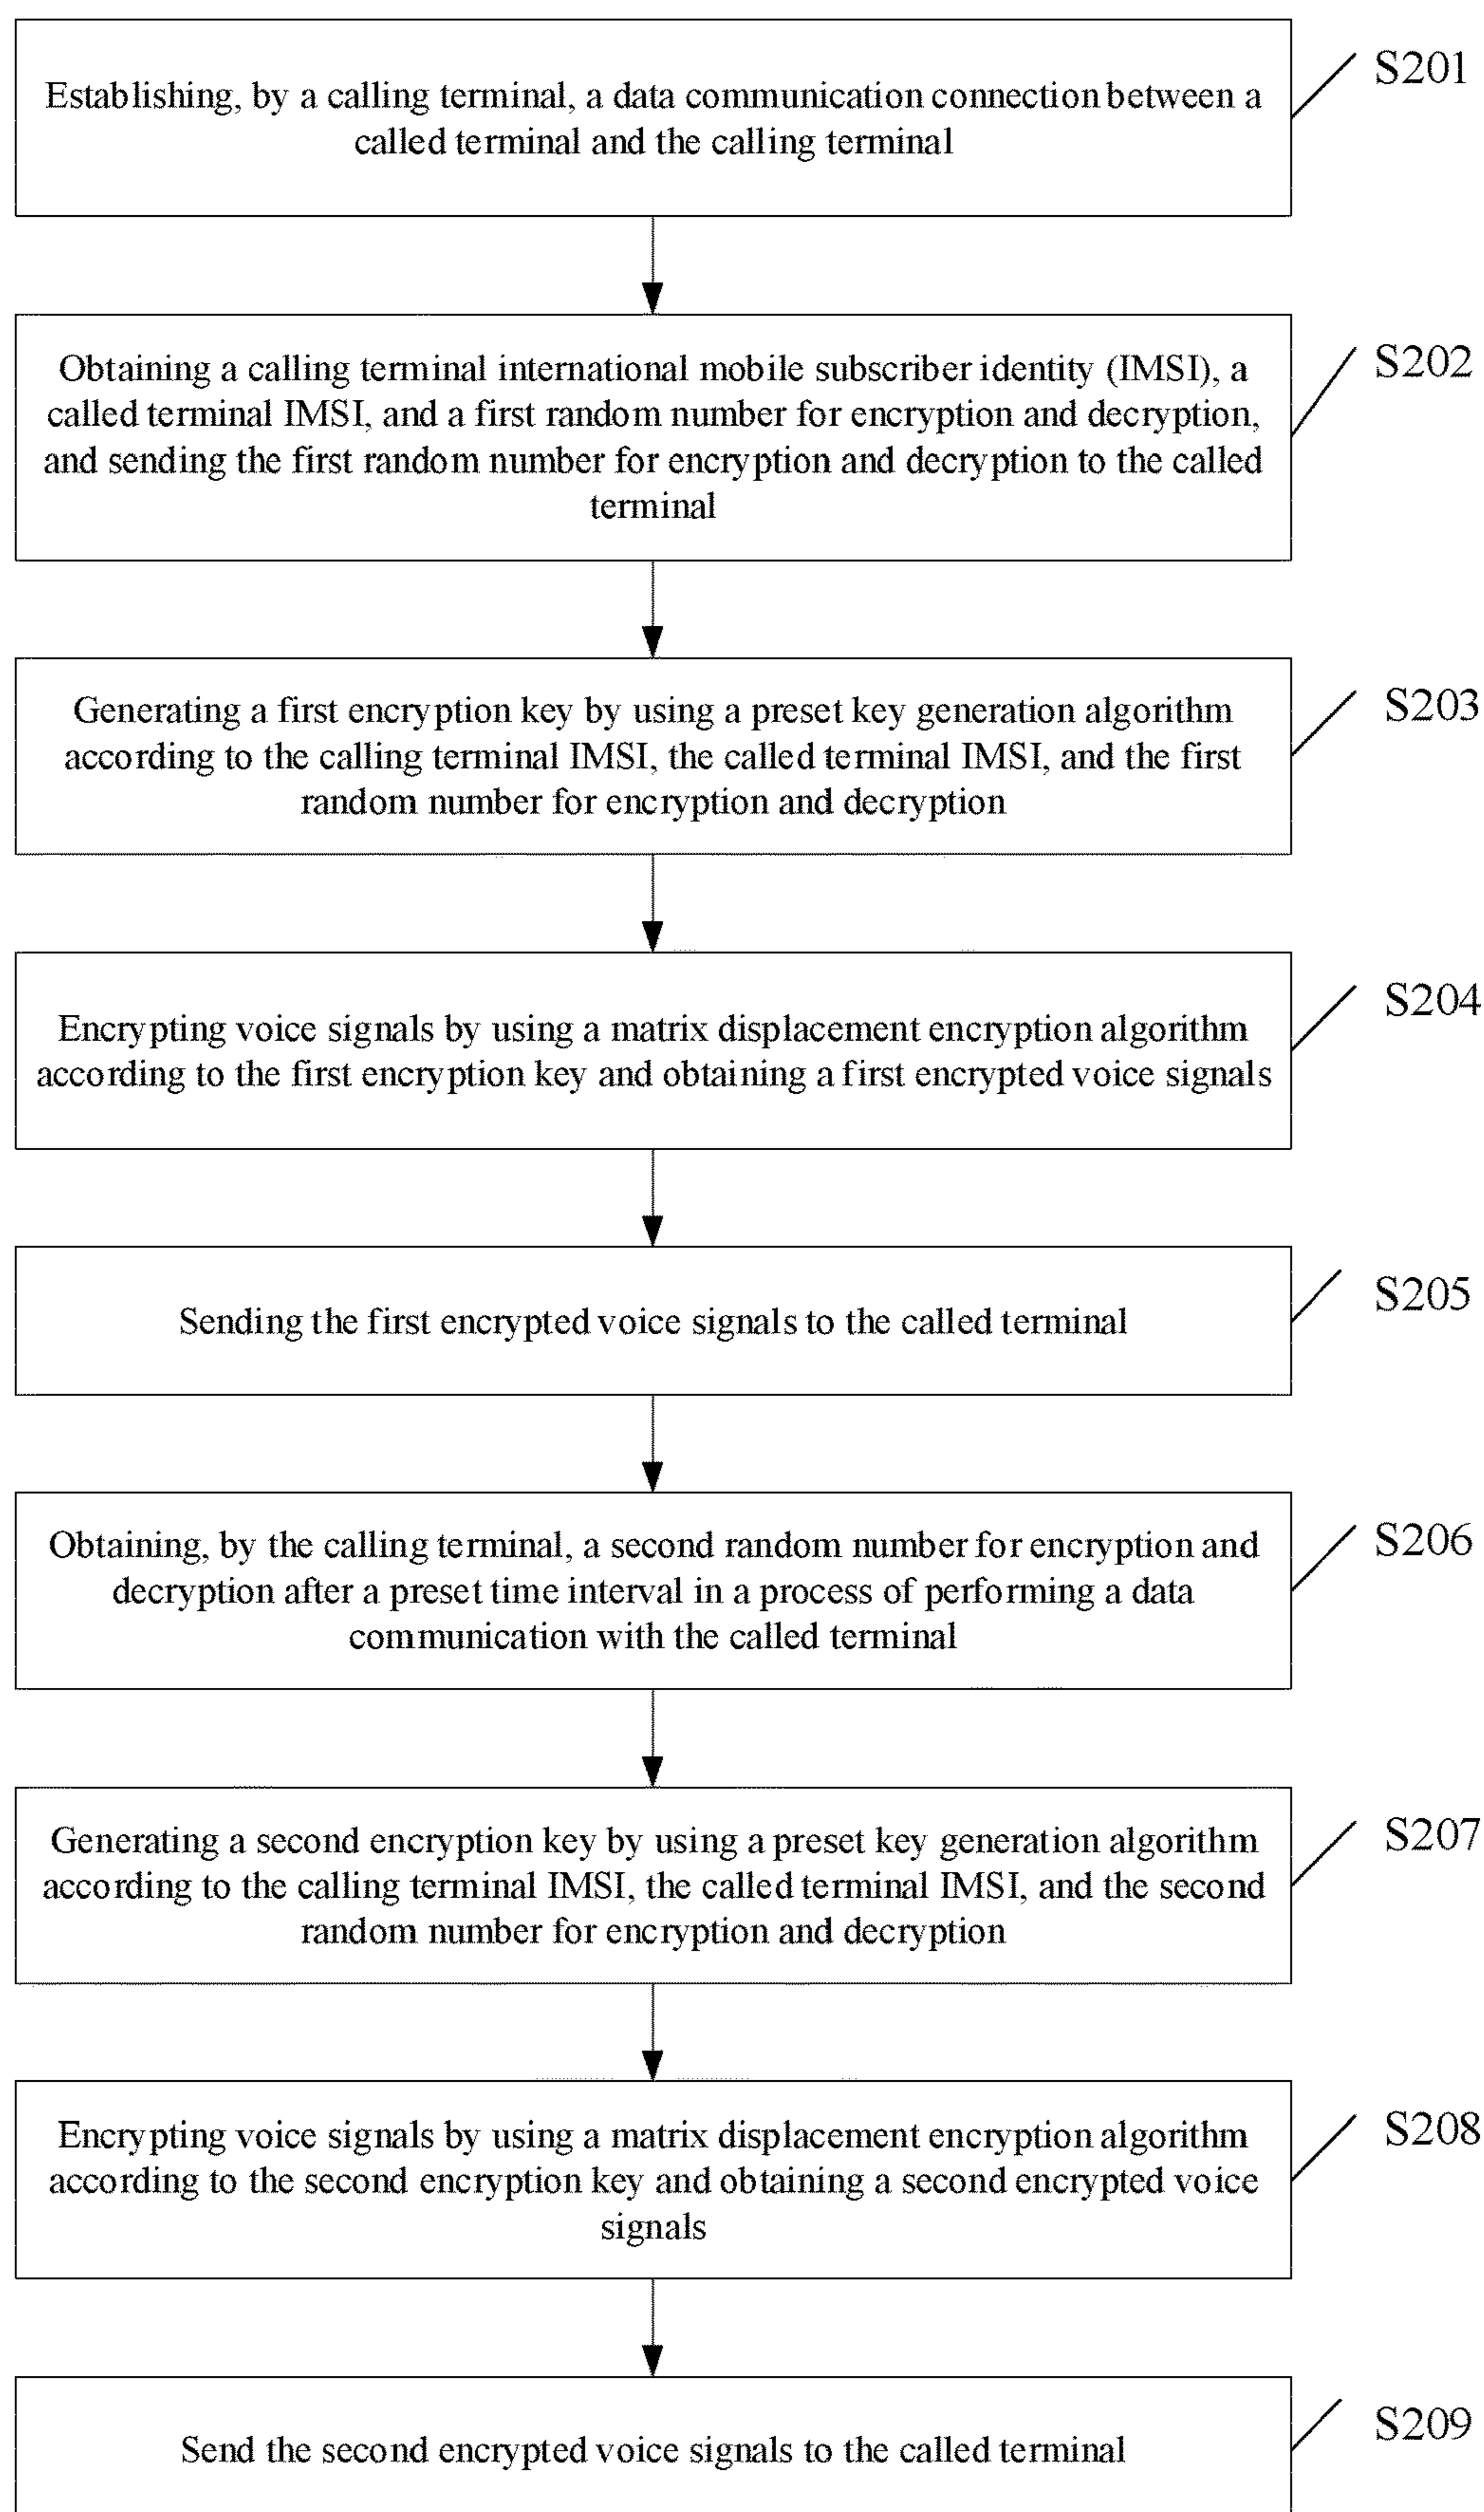 Establishing, by a calling terminal, a data communication connection between a
called terminal and the calling terminal
S201
Obtaining a calling terminal international mobile subscriber identity (IMSI), a
called terminal IMSI, and a first random number for encryption and decryption,
and sending the first random number for encryption and decryption to the called
terminal
S202
Generating a first encryption key by using a preset key generation algorithm
according to the calling terminal IMSI, the called terminal IMSI, and the first
random number for encryption and decryption
S203
Encrypting voice signals by using a matrix displacement encryption algorithm
according to the first encryption key and obtaining a first encrypted voice signals
S204
Sending the first encrypted voice signals to the called terminal
S205
Obtaining, by the calling terminal, a second random number for encryption and
decryption after a preset time interval in a process of performing a data
communication with the called terminal
S206
Generating a second encryption key by using a preset key generation algorithm
according to the calling terminal IMSI, the called terminal IMSI, and the second
random number for encryption and decryption
S207
Encrypting voice signals by using a matrix displacement encryption algorithm
according to the second encryption key and obtaining a second encrypted voice
signals
S208
Send the second encrypted voice signals to the called terminal
S209